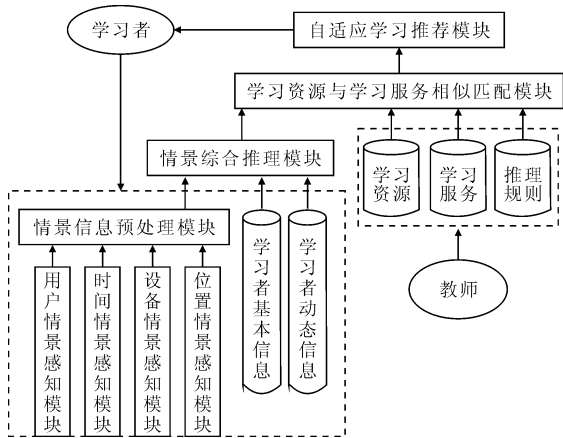 学习者
自适应学习推荐模块
学习资源与学习服务相似匹配模块
情景综合推理模块
学习
资源
学习
服务
推理
规则
情景信息预处理模块
用户情景感知模块
时间情景感知模块
设备情景感知模块
位置情景感知模块
学习者基本信息
学习者动态信息
教师